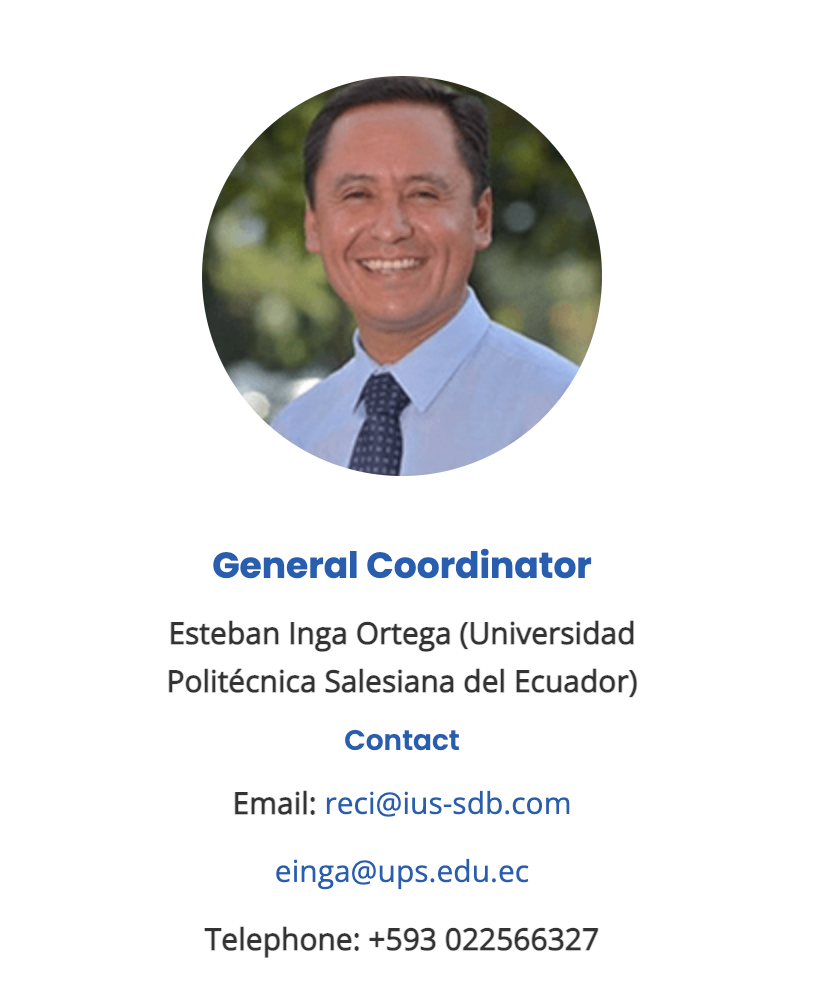 General Coordinator
Esteban Inga Ortega (Universidad
Politécnica Salesiana del Ecuador)
Contact
Email: reci@ius-sdb.com
einga@ups.edu.ec
Telephone: +593 022566327